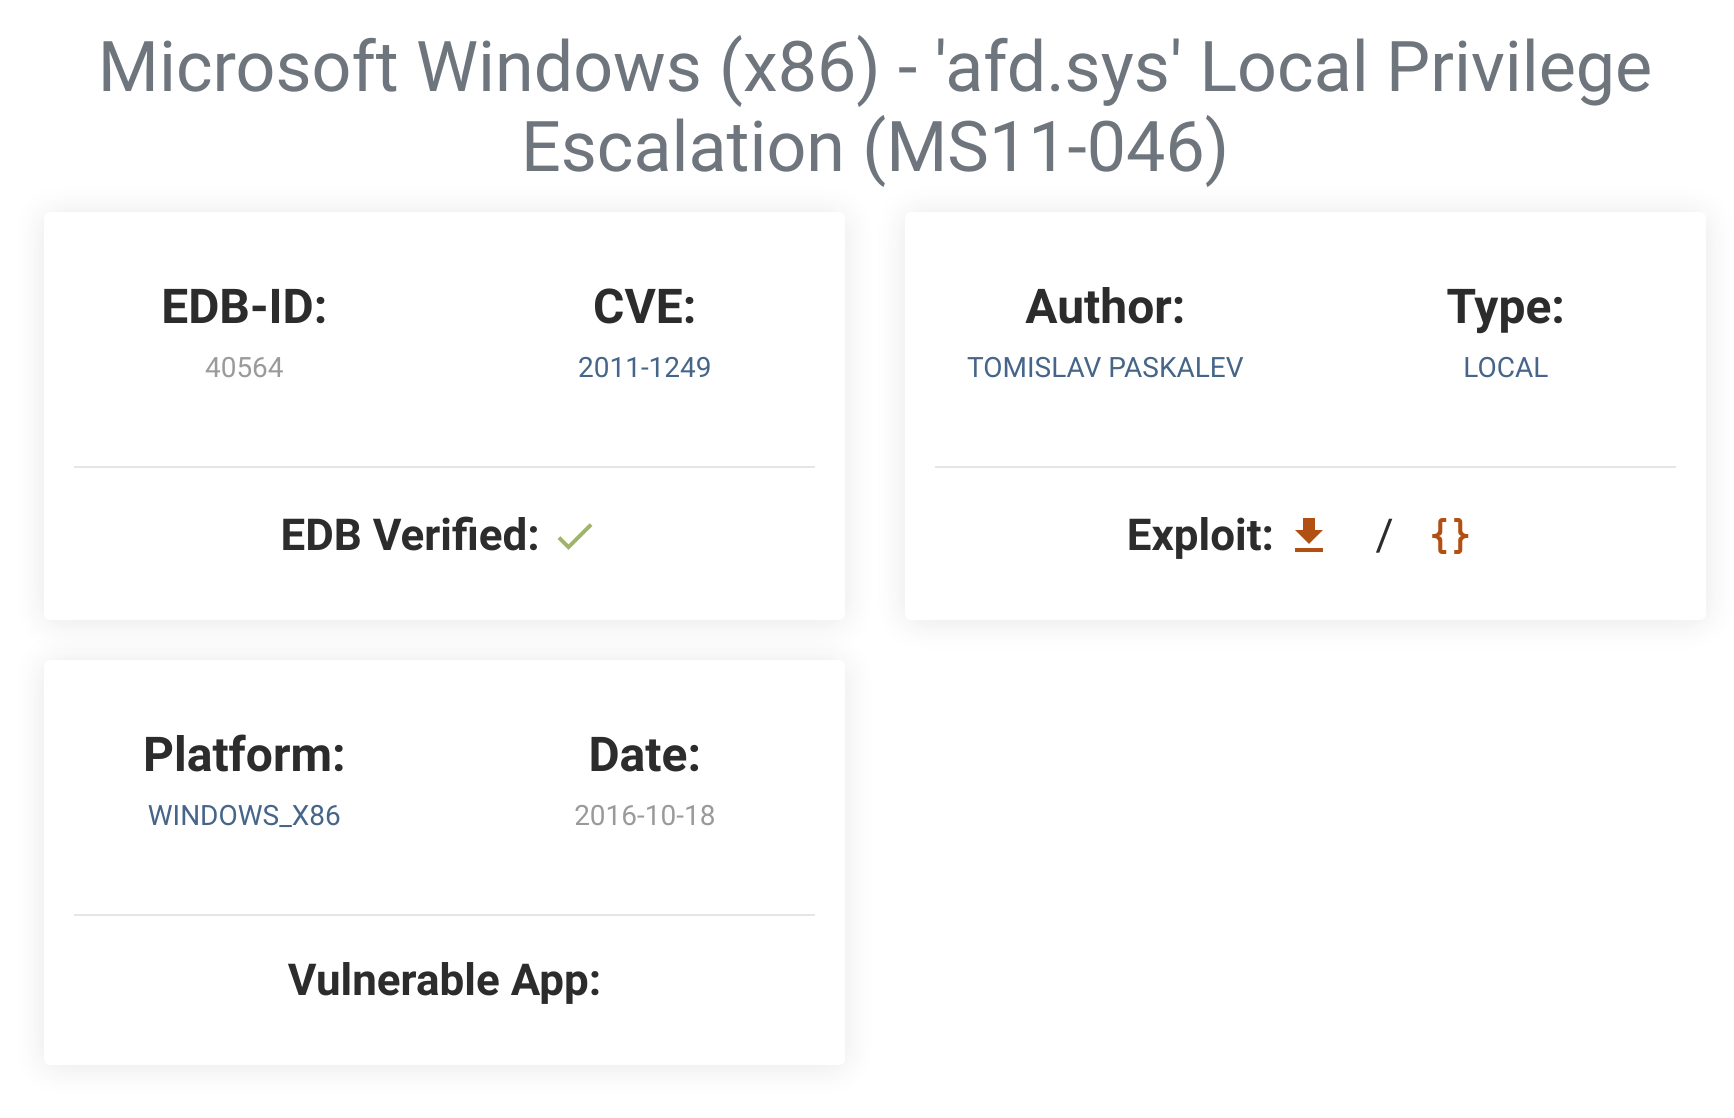 Microsoft Windows (x86) - 'afd.sys' Local Privilege
Escalation (MS11-046)
EDB-ID:
40564
CVE:
2011-1249
EDB Verified:
Author:
TOMISLAV PASKALEV
Type:
LOCAL
Exploit: / {}
Platform:
WINDOWS_X86
Date:
2016-10-18
Vulnerable App: